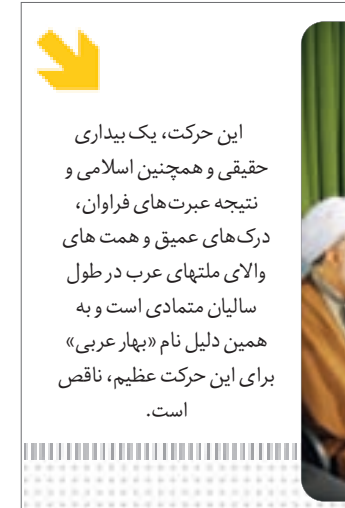 این حرکت، یک بیداری
حقیقی و همچنین اسلامی و
نتیجه عبرت‌های فراوان،
درک‌های عمیق و همت های
والای ملتهای عرب در طول
سالیان متمادی است و به
همین دلیل نام «بهار عربی»
برای این حرکت عظیم، ناقص
است.